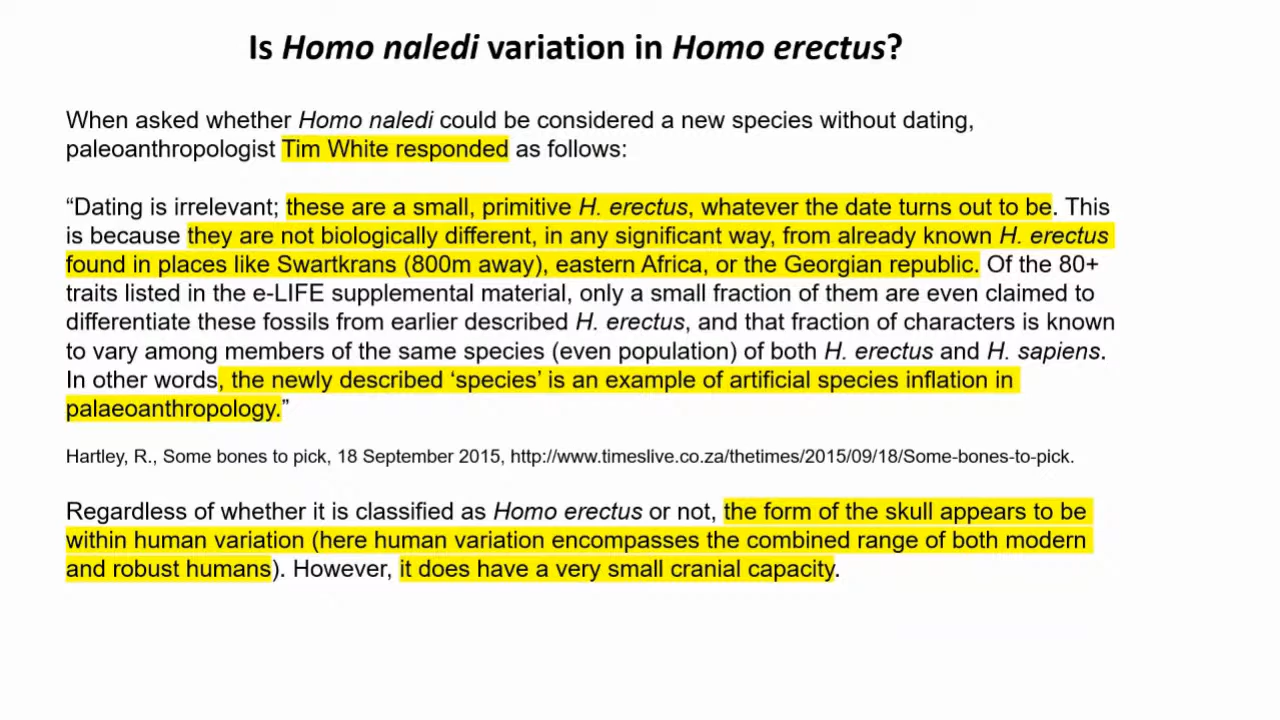 Is Homo naledi variation in Homo erectus?
When asked whether Homo naledi could be considered a new species without dating,
paleoanthropologist Tim White responded as follows:
“Dating is irrelevant; these are a small, primitive H. erectus, whatever the date turns out to be. This
is because they are not biologically different, in any significant way, from already known H. erectus
found in places like Swartkrans (800m away), eastern Africa, or the Georgian republic. Of the 80+
traits listed in the e-LIFE supplemental material, only a small fraction of them are even claimed to
differentiate these fossils from earlier described H. erectus, and that fraction of characters is known
to vary among members of the same species (even population) of both H. erectus and H. sapiens.
In other words, the newly described ‘species’ is an example of artificial species inflation in
palaeoanthropology.”
Hartley, R., Some bones to pick, 18 September 2015, http://www.timeslive.co.za/thetimes/2015/09/18/Some-bones-to-pick.
Regardless of whether it is classified as Homo erectus or not, the form of the skull appears to be
within human variation (here human variation encompasses the combined range of both modern
and robust humans). However, it does have a very small cranial capacity.